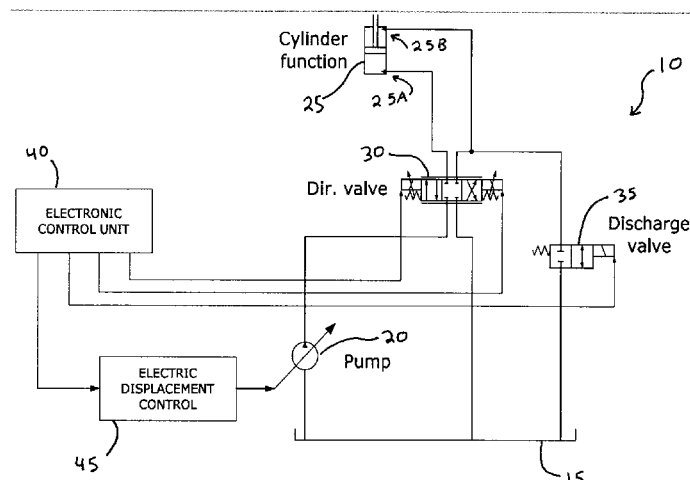 Cylinder
function
25
25B
25A
10
30
Dir. valve
40
ELECTRONIC
CONTROL UNIT
35
Discharge
valve
20
Pump
ELECTRIC
DISPLACEMENT
CONTROL
45
15